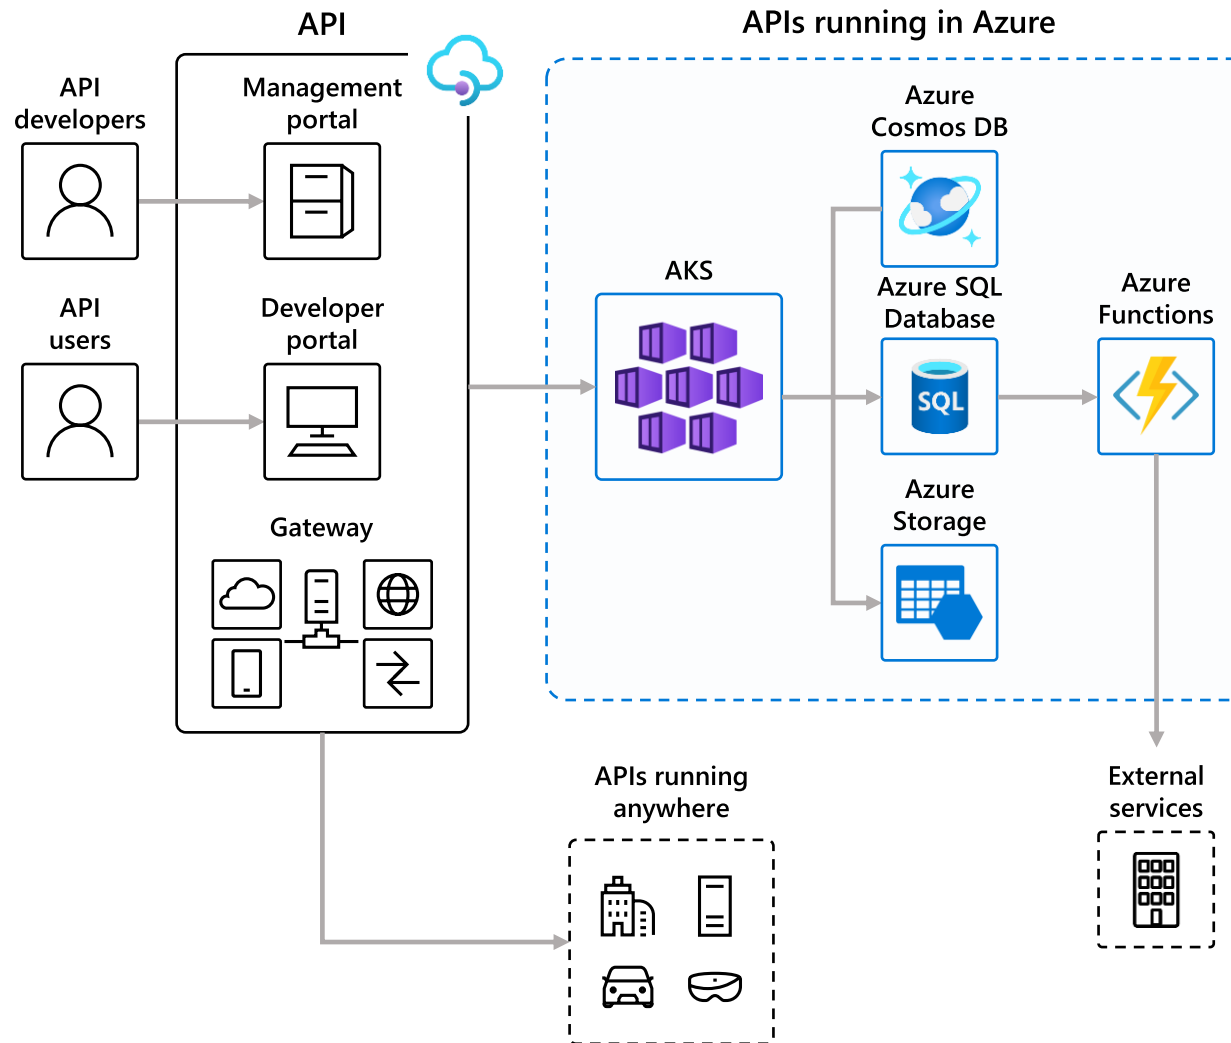 API
APIs running in Azure
API
developers
Management
portal
API
users
Developer
portal
Gateway
AKS
Azure
Cosmos DB
Azure SQL
Database
SQL
Azure
Storage
Azure
Functions
APIs running
anywhere
External
services